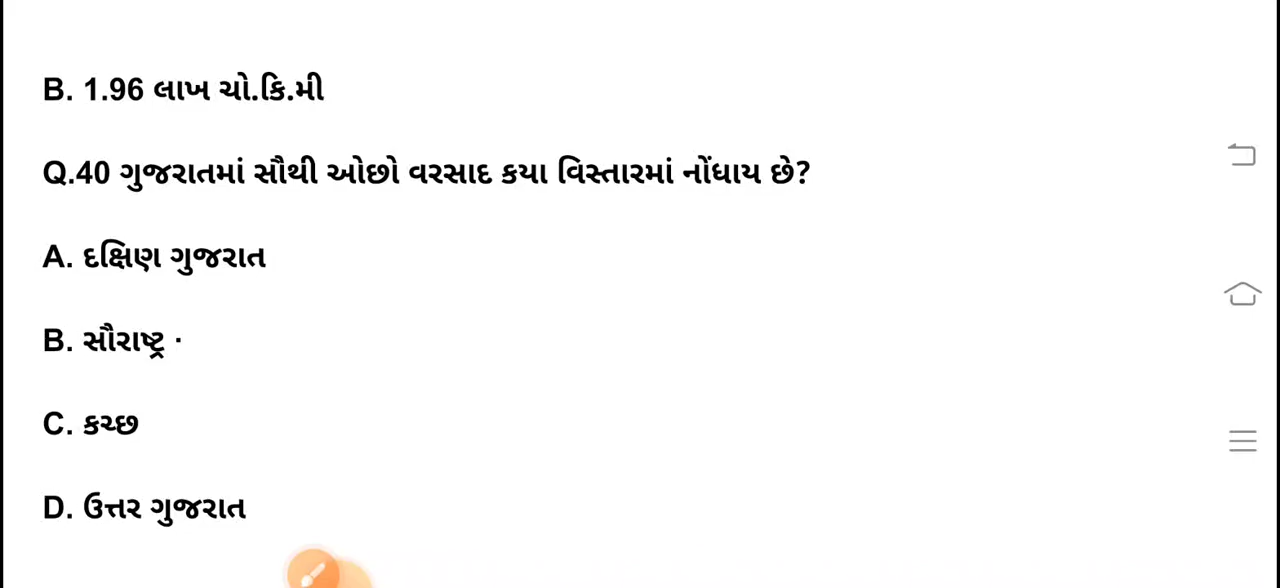 B. 1.96 લાખ ચો.કિ.મી
Q.40 ગુજરાતમાં સૌથી ઓછો વરસાદ કયા વિસ્તારમાં નોંધાય છે?
A. દક્ષિણ ગુજરાત
B. સૌરાષ્ટ્ર ·
C. કચ્છ
D. ઉત્તર ગુજરાત